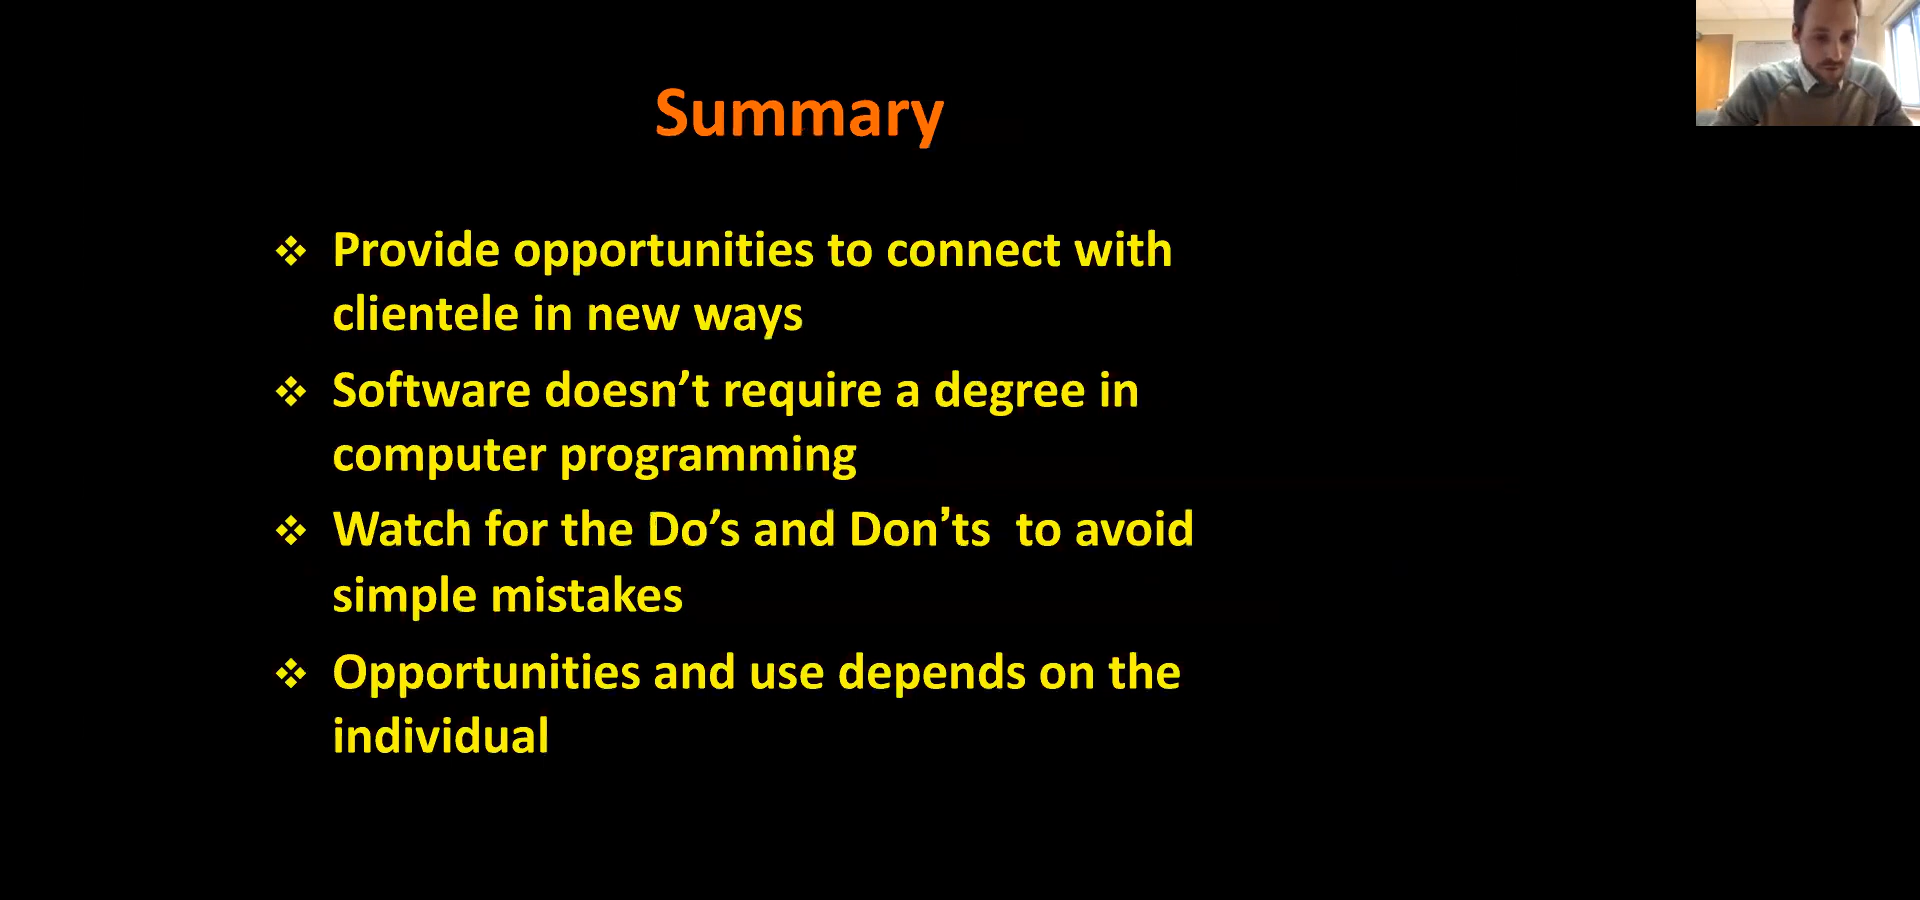 Summary
❖ Provide opportunities to connect with
clientele in new ways
❖ Software doesn’t require a degree in
computer programming
❖ Watch for the Do’s and Don’ts  to avoid
simple mistakes
❖ Opportunities and use depends on the
individual